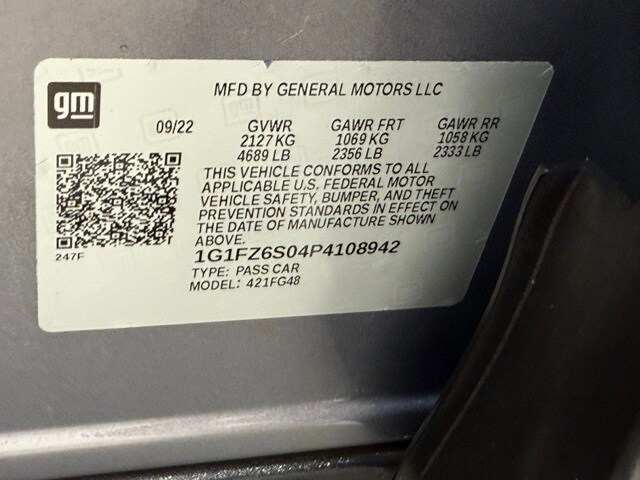 gm
MFD BY GENERAL MOTORS LLC
09/22 GVWR GAWR FRT GAWR RR
2127 KG 1069 KG 1058 KG
4689 LB 2356 LB 2333 LB
THIS VEHICLE CONFORMS TO ALL
APPLICABLE U.S. FEDERAL MOTOR
VEHICLE SAFETY, BUMPER, AND THEFT
PREVENTION STANDARDS IN EFFECT ON
THE DATE OF MANUFACTURE SHOWN
ABOVE.
247F
1G1FZ6S04P4108942
TYPE: PASS CAR
MODEL: 421FG48